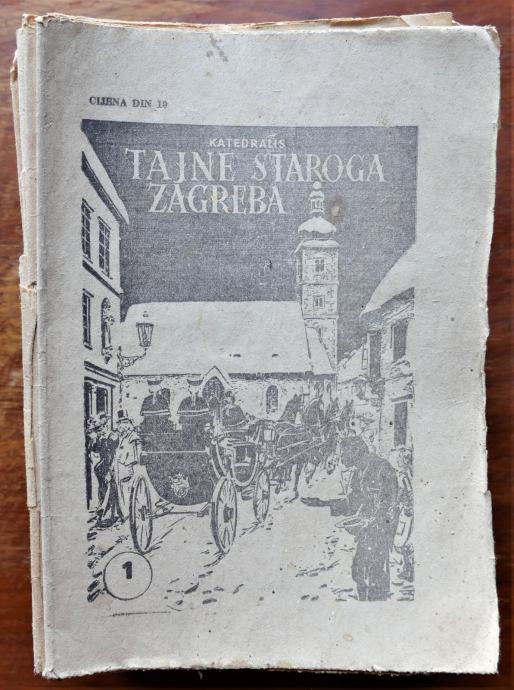 CIJENA DIN 10
KATEDRALIS
TAJNE STAROGA
ZAGREBA
1